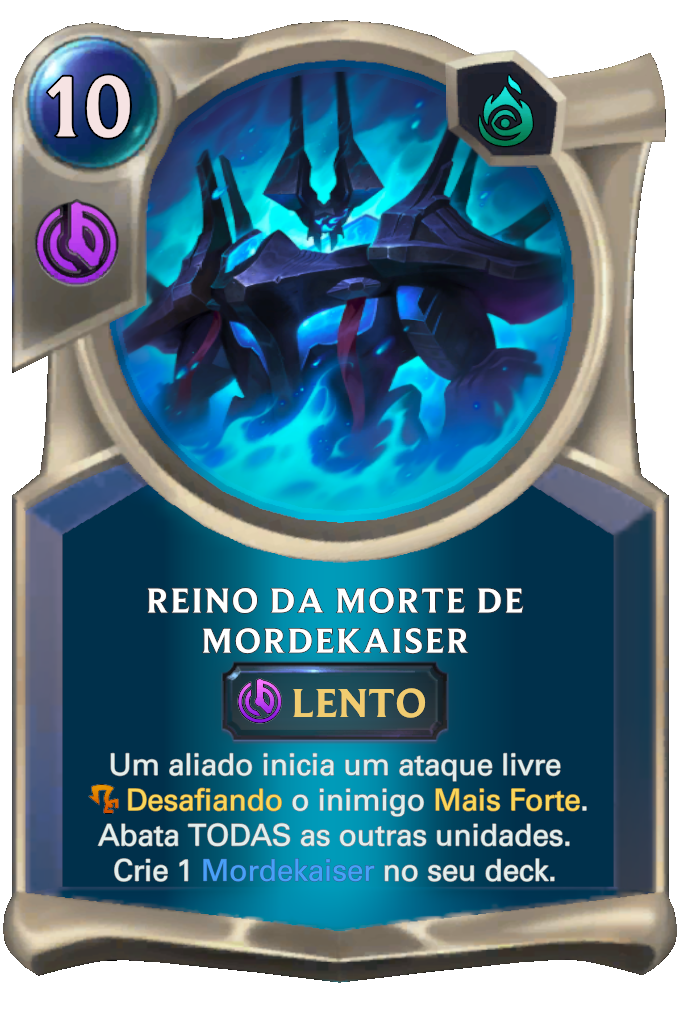 10
REINO DA MORTE DE
MORDEKAISER
LENTO
Um aliado inicia um ataque livre
Desafiando o inimigo Mais Forte.
Abata TODAS as outras unidades.
Crie 1 Mordekaiser no seu deck.